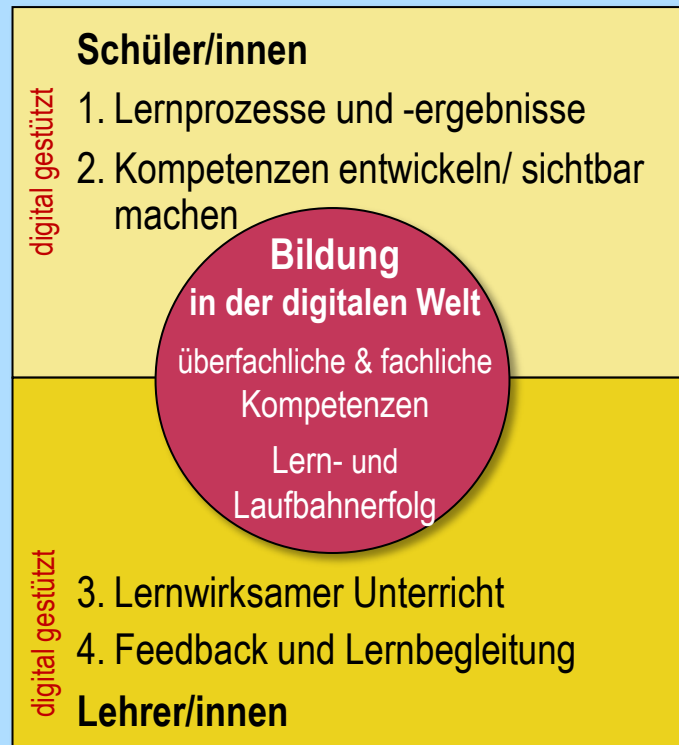 Schüler/innen
digital gestützt
1. Lernprozesse und -ergebnisse
2. Kompetenzen entwickeln/ sichtbar
machen
Bildung
in der digitalen Welt
überfachliche & fachliche
Kompetenzen
Lern- und
Laufbahnerfolg
digital gestützt
3. Lernwirksamer Unterricht
4. Feedback und Lernbegleitung
Lehrer/innen